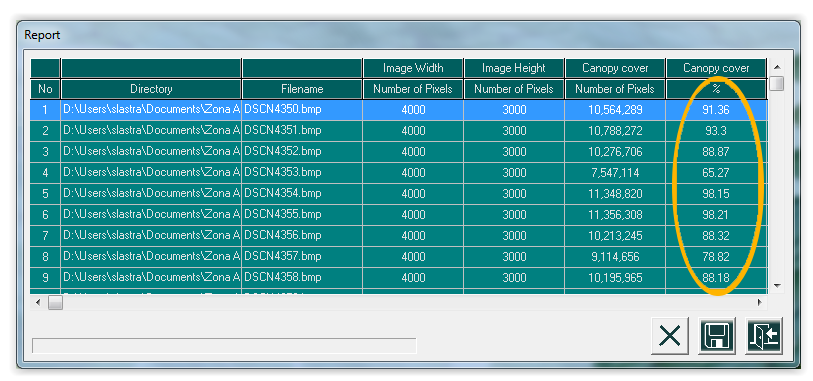 Report
Image Width Image Height Canopy cover Canopy cover
No Directory Filename Number of Pixels Number of Pixels Number of Pixels %
1 D:\Users\slastra\Documents\Zona A DSCN4350.bmp 4000 3000 10,564,289 91.36
2 D:\Users\slastra\Documents\Zona A DSCN4351.bmp 4000 3000 10,788,272 93.3
3 D:\Users\slastra\Documents\Zona A DSCN4352.bmp 4000 3000 10,276,706 88.87
4 D:\Users\slastra\Documents\Zona A DSCN4353.bmp 4000 3000 7,547,114 65.27
5 D:\Users\slastra\Documents\Zona A DSCN4354.bmp 4000 3000 11,348,820 98.15
6 D:\Users\slastra\Documents\Zona A DSCN4355.bmp 4000 3000 11,356,308 98.21
7 D:\Users\slastra\Documents\Zona A DSCN4356.bmp 4000 3000 10,213,245 88.32
8 D:\Users\slastra\Documents\Zona A DSCN4357.bmp 4000 3000 9,114,656 78.82
9 D:\Users\slastra\Documents\Zona A DSCN4358.bmp 4000 3000 10,195,965 88.18